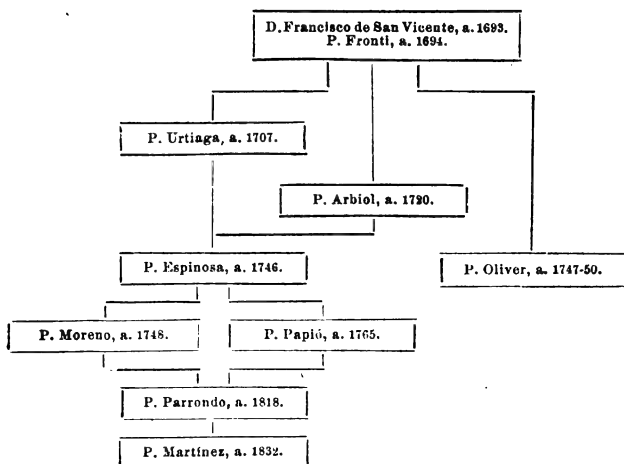 D. Francisco de San Vicente, a. 1693.
P. Fronti, a. 1694.
P. Urtiaga, a. 1707.
P. Arbiol, a. 1720.
P. Espinosa, a. 1746.
P. Oliver, a. 1747-50.
P. Moreno, a. 1748.
P. Papió, a. 1765.
P. Parrondo, a. 1818.
P. Martínez, a. 1832.